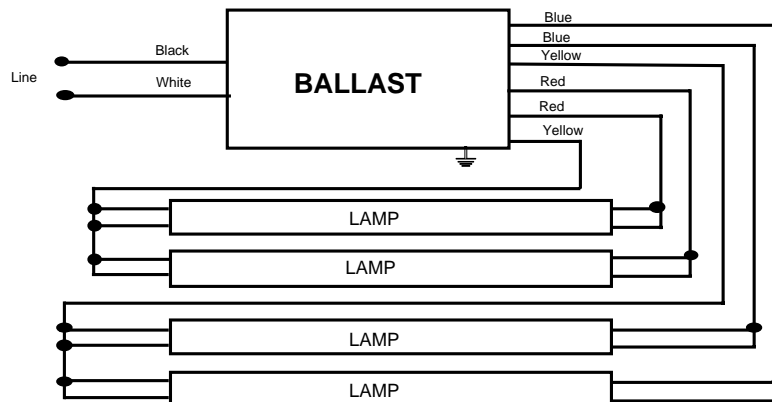 Blue
Blue
Black
Yellow
Line
BALLAST
White
Red
Red
Yellow
LAMP
LAMP
LAMP
LAMP